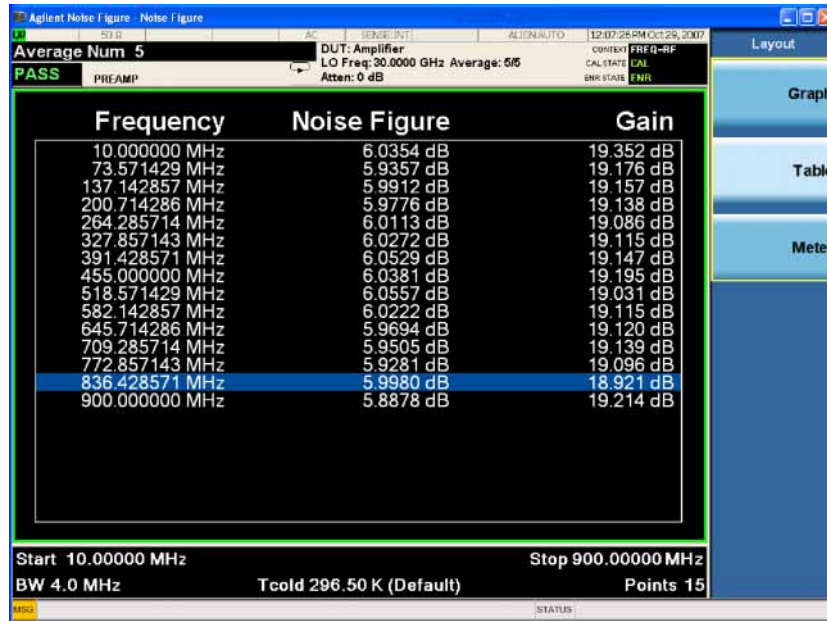 Agilent Noise Figure - Noise Figure
50 Ω AC SENSE:INT ALIGNAUTO 12:07:26 PM Oct 29, 2007
Average Num 5
DUT: Amplifier
CONTEXT FREQ-RF
LO Freq: 30.0000 GHz Average: 5/5
CAL STATE CAL
PASS PREAMP
Atten: 0 dB
ENR STATE ENR
Layout
Graph
Table
Mete
Frequency Noise Figure Gain
10.000000 MHz 6.0354 dB 19.352 dB
73.571429 MHz 5.9357 dB 19.176 dB
137.142857 MHz 5.9912 dB 19.157 dB
200.714286 MHz 5.9776 dB 19.138 dB
264.285714 MHz 6.0113 dB 19.086 dB
327.857143 MHz 6.0272 dB 19.115 dB
391.428571 MHz 6.0529 dB 19.147 dB
455.000000 MHz 6.0381 dB 19.195 dB
518.571429 MHz 6.0557 dB 19.031 dB
582.142857 MHz 6.0222 dB 19.115 dB
645.714286 MHz 5.9694 dB 19.120 dB
709.285714 MHz 5.9505 dB 19.139 dB
772.857143 MHz 5.9281 dB 19.096 dB
836.428571 MHz 5.9980 dB 18.921 dB
900.000000 MHz 5.8878 dB 19.214 dB
Start 10.00000 MHz Stop 900.00000 MHz
BW 4.0 MHz Tcold 296.50 K (Default) Points 15
MSG STATUS